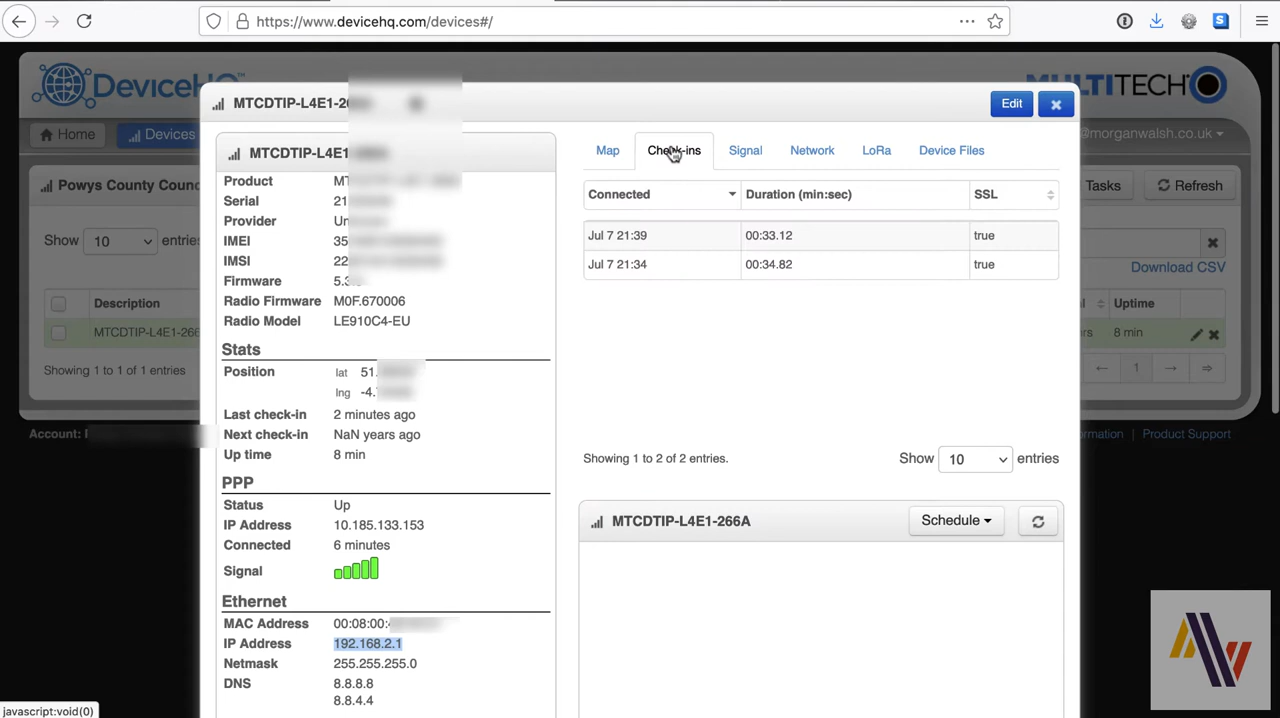 https://www.devicehq.com/devices#/
DeviceHQ
MULTITECH
MTCDTIP-L4E1-26
Edit
Home
Devices
@morganwalsh.co.uk
MTCDTIP-L4E1
Map
Check-ins
Signal
Network
LoRa
Device Files
Powys County Counc
Tasks
Refresh
Product
Serial 21
Provider
IMEI 35
IMSI 22
Firmware 5.3
Radio Firmware M0F.670006
Radio Model LE910C4-EU
Connected
Duration (min:sec)
SSL
Jul 7 21:39 00:33.12 true
Jul 7 21:34 00:34.82 true
Show 10 entrie
Download CSV
Description
Uptime
MTCDTIP-L4E1-266
rs 8 min
Showing 1 to 1 of 1 entries
← 1 → ⇒
Stats
Position lat 51.
lng -4.
Last check-in 2 minutes ago
Next check-in NaN years ago
Up time 8 min
Account:
rmation | Product Support
Showing 1 to 2 of 2 entries.
Show 10 entries
PPP
Status Up
IP Address 10.185.133.153
Connected 6 minutes
Signal
MTCDTIP-L4E1-266A
Schedule
Ethernet
MAC Address 00:08:00:
IP Address 192.168.2.1
Netmask 255.255.255.0
DNS 8.8.8.8
8.8.4.4
javascript:void(0)